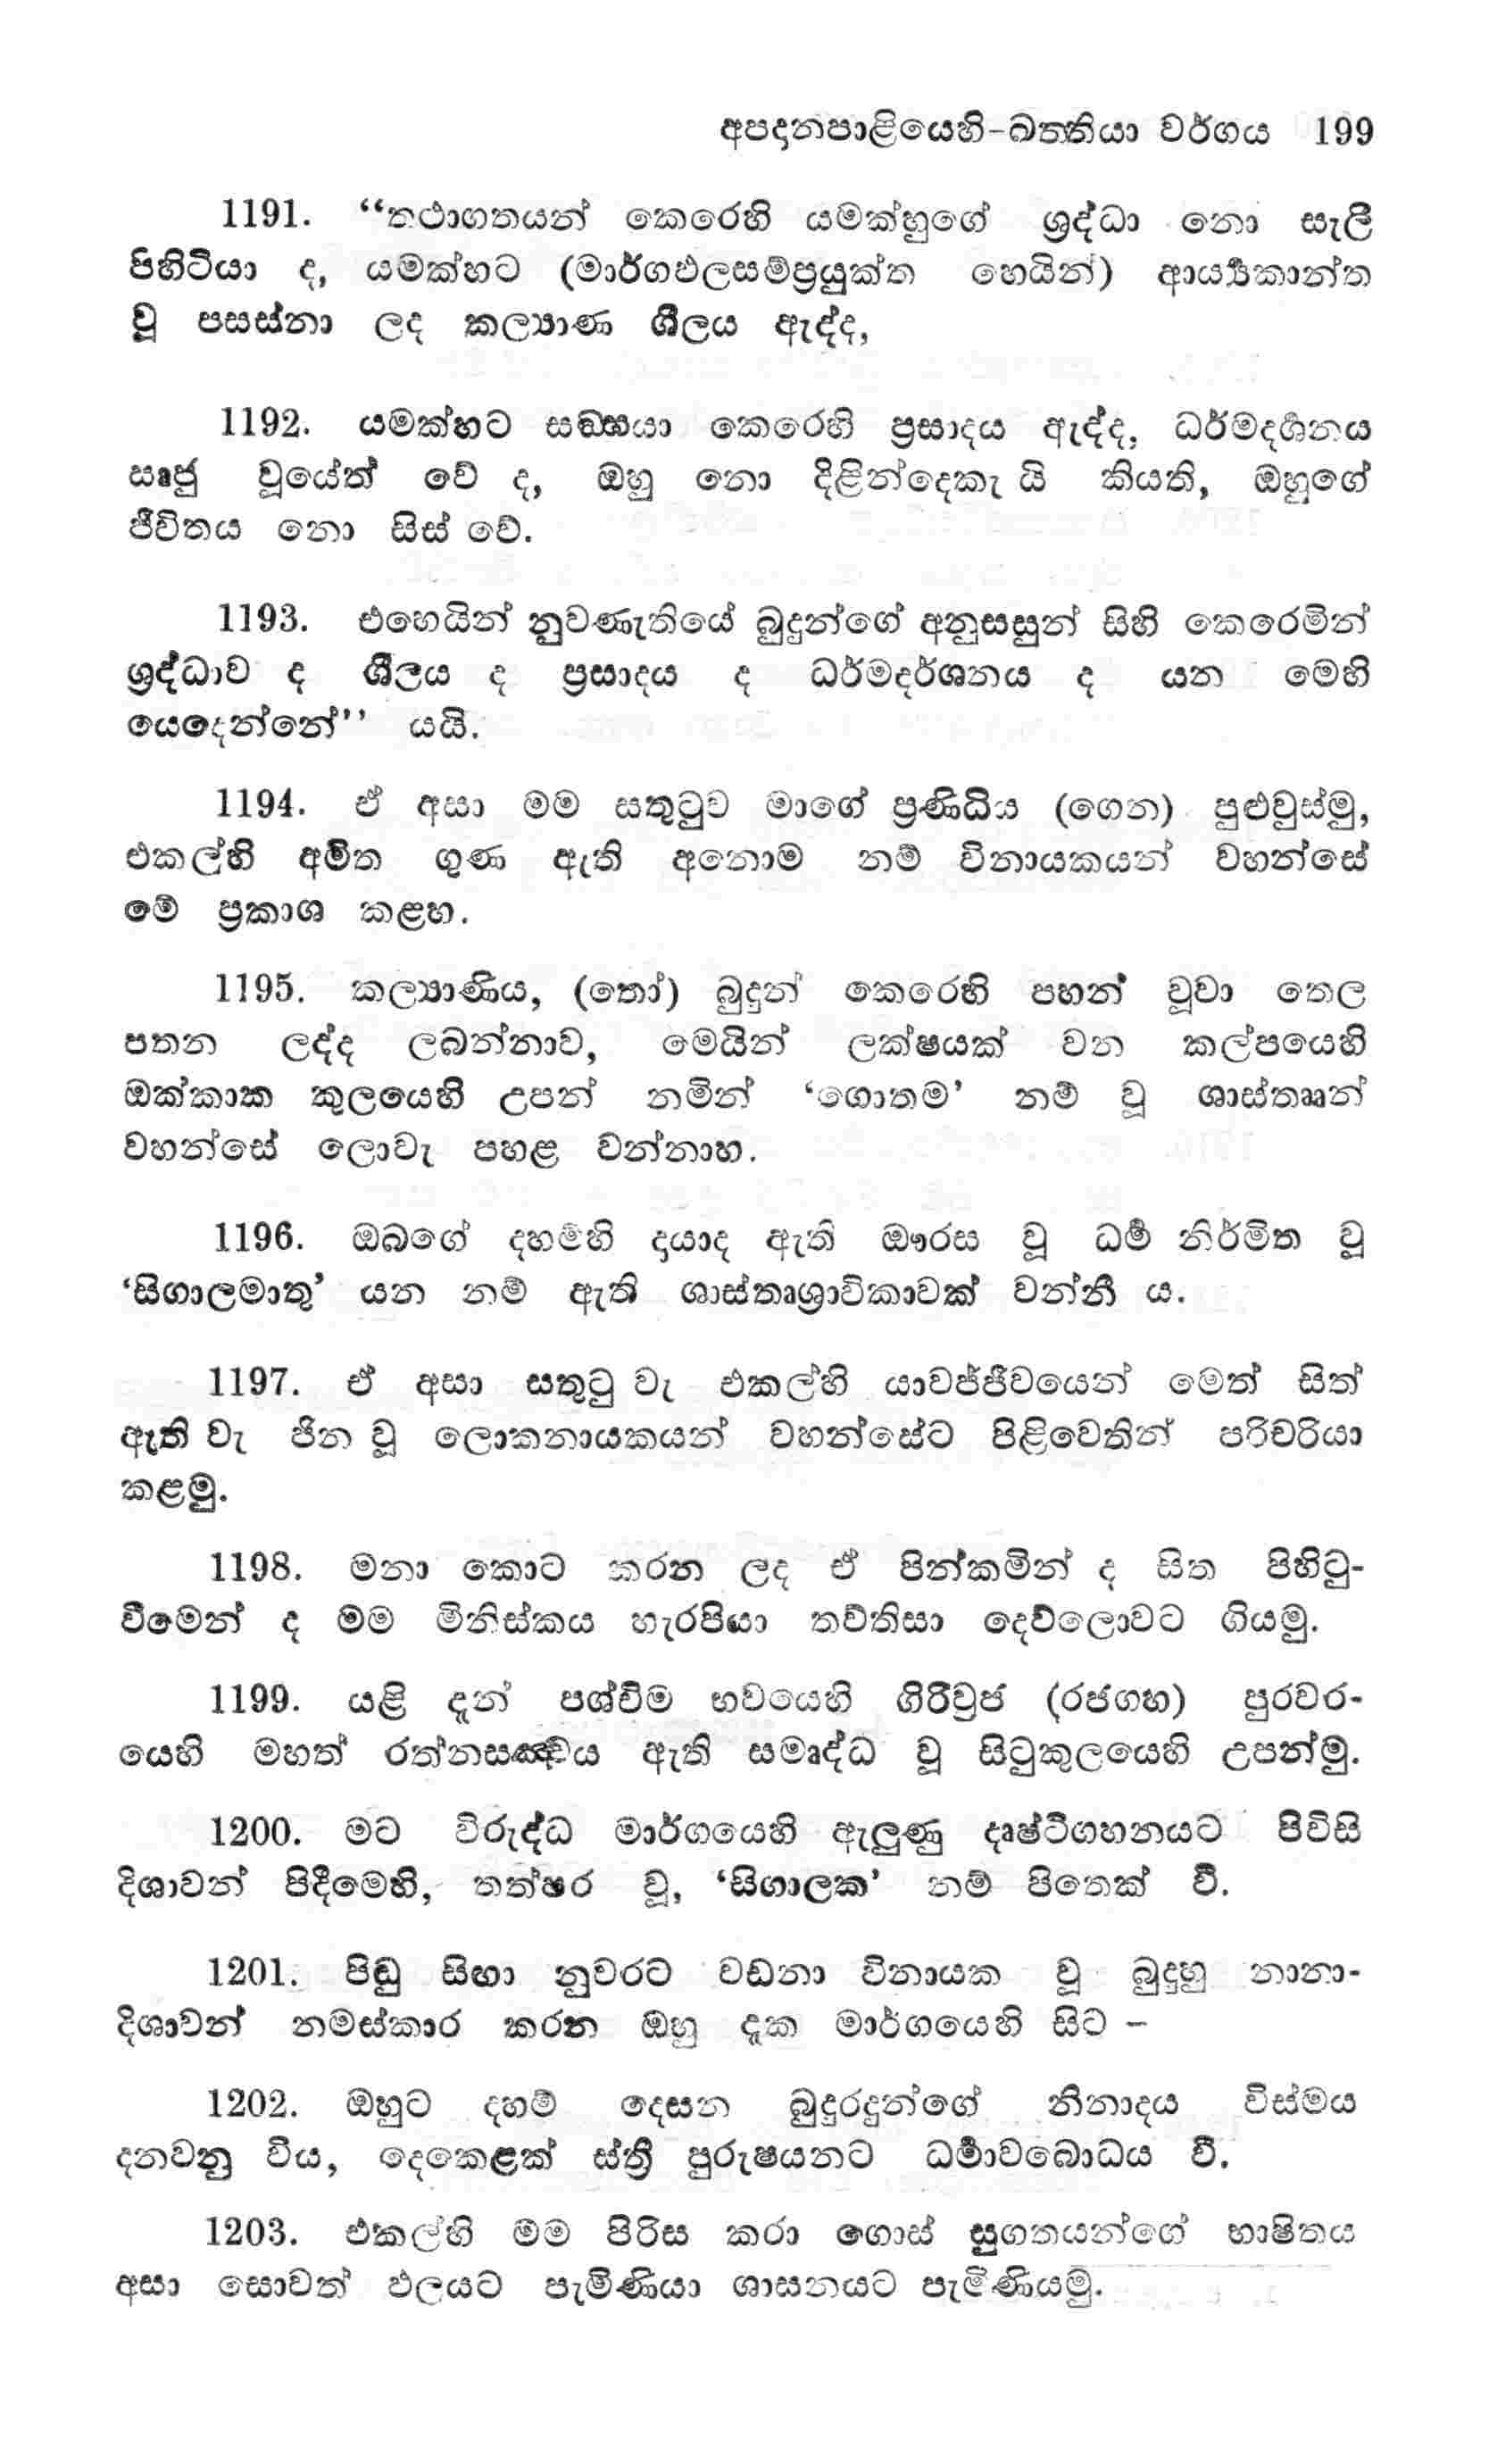 අපදානපාළියෙහි-ඛත්තියා වර්ගය 199
1191. “තථාගතයන් කෙරෙහි යමක්හුගේ ශ්‍රද්ධා නො සැලී
පිහිටියා ද, යමක්හට (මාර්ගඵලසම්ප්‍රයුක්ත හෙයින්) ආර්‍ය්‍යකාන්ත
වූ පසස්නා ලද කල්‍යාණ ශීලය ඇද්ද,
1192. යමක්හට සඞ්ඝයා කෙරෙහි ප්‍රසාදය ඇද්ද, ධර්මදර්‍ශනය
ඍජු වූයේත් වේ ද, ඔහු නො දිළින්දෙකැ යි කියති, ඔහුගේ
ජීවිතය නො සිස් වේ.
1193. එහෙයින් නුවණැතියේ බුදුන්ගේ අනුසසුන් සිහි කෙරෙමින්
ශ්‍රද්ධාව ද ශීලය ද ප්‍රසාදය ද ධර්මදර්ශනය ද යන මෙහි
යෙදෙන්නේ’’ යයි.
1194. ඒ අසා මම සතුටුව මාගේ ප්‍රණිධිය (ගෙන) පුළුවුස්මු,
එකල්හි අමිත ගුණ ඇති අනොම නම් විනායකයන් වහන්සේ
මේ ප්‍රකාශ කළහ.
1195. කල්‍යාණිය, (තෝ) බුදුන් කෙරෙහි පහන් වූවා තෙල
පතන ලද්ද ලබන්නාව, මෙයින් ලක්ෂයක් වන කල්පයෙහි
ඔක්කාක කුලයෙහි උපන් නමින් ‘ගොතම’ නම් වූ ශාස්තෲන්
වහන්සේ ලොවැ පහළ වන්නාහ.
1196. ඔබගේ දහම්හි දායාද ඇති ඖරස වූ ධර්‍ම නිර්මිත වූ
‘සිගාලමාතු’ යන නම් ඇති ශාස්තෘශ්‍රාවිකාවක් වන්නී ය.
1197. ඒ අසා සතුටු වැ එකල්හි යාවජ්ජීවයෙන් මෙත් සිත්
ඇති වැ ජින වූ ලොකනායකයන් වහන්සේට පිළිවෙතින් පරිචරියා
කළමු.
1198. මනා කොට කරන ලද ඒ පින්කමින් ද සිත පිහිටු-
වීමෙන් ද මම මිනිස්කය හැරපියා තව්තිසා දෙව්ලොවට ගියමු.
1199. යළි දැන් පශ්චිම භවයෙහි ගිරිව්‍රජ (රජගහ) පුරවර-
යෙහි මහත් රත්නසඤ්චය ඇති සමෘද්ධ වූ සිටුකුලයෙහි උපන්මු.
1200. මට විරුද්ධ මාර්ගයෙහි ඇලුණු දෘෂ්ටිගහනයට පිවිසි
දිශාවන් පිදීමෙහි, තත්පර වූ, ‘සිගාලක’ නම් පිතෙක් වී.
1201. පිඬු සිඟා නුවරට වඩනා විනායක වූ බුදුහු නානා-
දිශාවන් නමස්කාර කරන ඔහු දැක මාර්ගයෙහි සිට –
1202. ඔහුට දහම් දෙසන බුදුරදුන්ගේ නිනාදය විස්මය
දනවනු විය, දෙකෙළක් ස්ත්‍රී පුරුෂයනට ධර්‍මාවබොධය වී.
1203. එකල්හි මම පිරිස කරා ගොස් සුගතයන්ගේ භාෂිතය
අසා සොවන් ඵලයට පැමිණියා ශාසනයට පැමිණියමු.